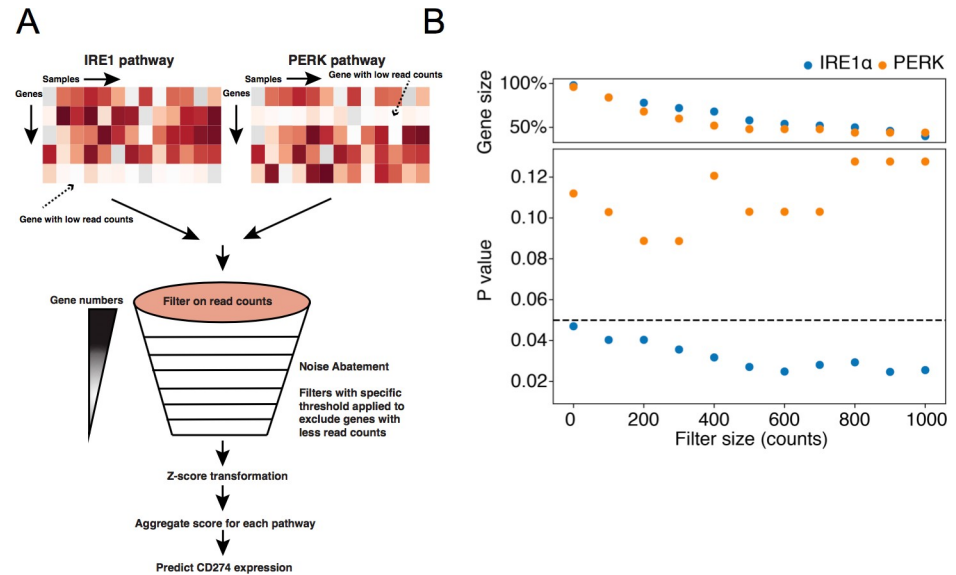 A
IRE1 pathway
Samples
Genes
Gene with low read counts
PERK pathway
Samples
Gene with low read counts
Genes
Gene numbers
Filter on read counts
Noise Abatement
Filters with specific
threshold applied to
exclude genes with
less read counts
Z-score transformation
Aggregate score for each pathway
Predict CD274 expression
B
IRE1α PERK
Gene size
100%
50%
P value
0.12
0.10
0.08
0.06
0.04
0.02
0 200 400 600 800 1000
Filter size (counts)